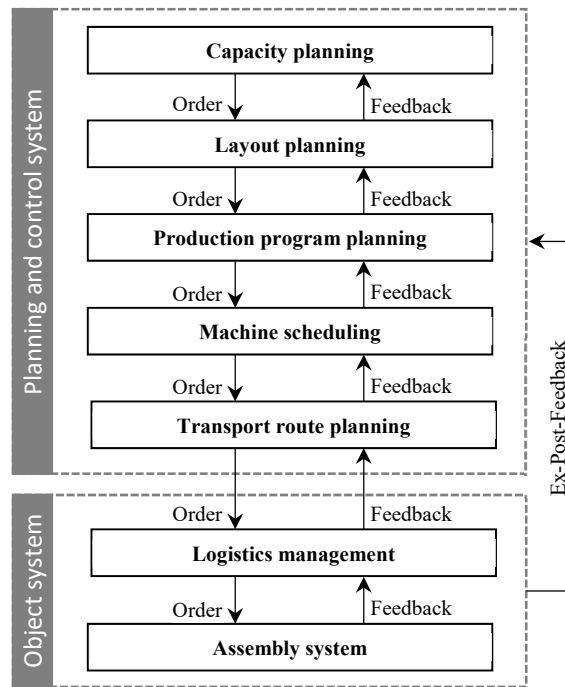 Planning and control system
Capacity planning
Order
Feedback
Layout planning
Order
Feedback
Production program planning
Order
Feedback
Machine scheduling
Order
Feedback
Transport route planning
Order
Feedback
Object system
Logistics management
Order
Feedback
Assembly system
Ex-Post-Feedback